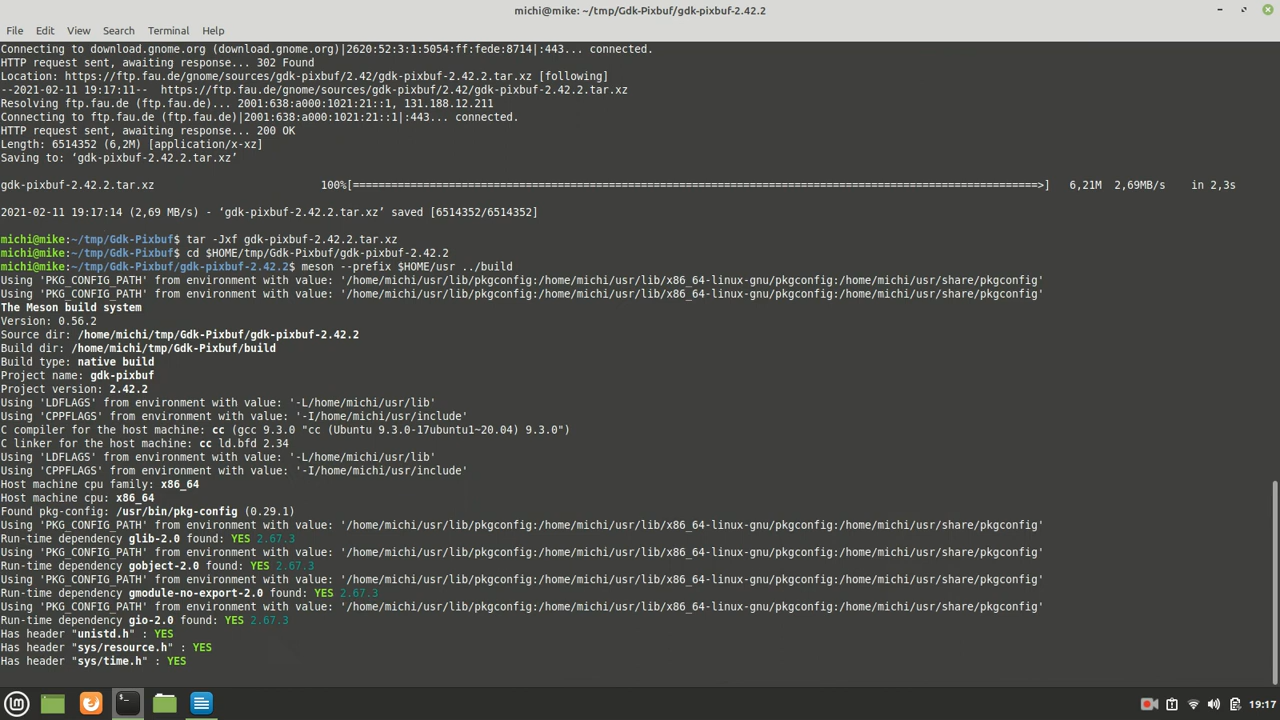 michi@mike: ~/tmp/Gdk-Pixbuf/gdk-pixbuf-2.42.2
File Edit View Search Terminal Help
Connecting to download.gnome.org (download.gnome.org)|2620:52:3:1:5054:ff:fede:8714|:443... connected.
HTTP request sent, awaiting response... 302 Found
Location: https://ftp.fau.de/gnome/sources/gdk-pixbuf/2.42/gdk-pixbuf-2.42.2.tar.xz [following]
--2021-02-11 19:17:11--  https://ftp.fau.de/gnome/sources/gdk-pixbuf/2.42/gdk-pixbuf-2.42.2.tar.xz
Resolving ftp.fau.de (ftp.fau.de)... 2001:638:a000:1021:21::1, 131.188.12.211
Connecting to ftp.fau.de (ftp.fau.de)|2001:638:a000:1021:21::1|:443... connected.
HTTP request sent, awaiting response... 200 OK
Length: 6514352 (6,2M) [application/x-xz]
Saving to: ‘gdk-pixbuf-2.42.2.tar.xz’
gdk-pixbuf-2.42.2.tar.xz 100%[===========================================================================================================>] 6,21M 2,69MB/s in 2,3s
2021-02-11 19:17:14 (2,69 MB/s) - ‘gdk-pixbuf-2.42.2.tar.xz’ saved [6514352/6514352]
michi@mike:~/tmp/Gdk-Pixbuf$ tar -Jxf gdk-pixbuf-2.42.2.tar.xz
michi@mike:~/tmp/Gdk-Pixbuf$ cd $HOME/tmp/Gdk-Pixbuf/gdk-pixbuf-2.42.2
michi@mike:~/tmp/Gdk-Pixbuf/gdk-pixbuf-2.42.2$ meson --prefix $HOME/usr ../build
Using 'PKG_CONFIG_PATH' from environment with value: '/home/michi/usr/lib/pkgconfig:/home/michi/usr/lib/x86_64-linux-gnu/pkgconfig:/home/michi/usr/share/pkgconfig'
Using 'PKG_CONFIG_PATH' from environment with value: '/home/michi/usr/lib/pkgconfig:/home/michi/usr/lib/x86_64-linux-gnu/pkgconfig:/home/michi/usr/share/pkgconfig'
The Meson build system
Version: 0.56.2
Source dir: /home/michi/tmp/Gdk-Pixbuf/gdk-pixbuf-2.42.2
Build dir: /home/michi/tmp/Gdk-Pixbuf/build
Build type: native build
Project name: gdk-pixbuf
Project version: 2.42.2
Using 'LDFLAGS' from environment with value: '-L/home/michi/usr/lib'
Using 'CPPFLAGS' from environment with value: '-I/home/michi/usr/include'
C compiler for the host machine: cc (gcc 9.3.0 "cc (Ubuntu 9.3.0-17ubuntu1~20.04) 9.3.0")
C linker for the host machine: cc ld.bfd 2.34
Using 'LDFLAGS' from environment with value: '-L/home/michi/usr/lib'
Using 'CPPFLAGS' from environment with value: '-I/home/michi/usr/include'
Host machine cpu family: x86_64
Host machine cpu: x86_64
Found pkg-config: /usr/bin/pkg-config (0.29.1)
Using 'PKG_CONFIG_PATH' from environment with value: '/home/michi/usr/lib/pkgconfig:/home/michi/usr/lib/x86_64-linux-gnu/pkgconfig:/home/michi/usr/share/pkgconfig'
Run-time dependency glib-2.0 found: YES 2.67.3
Using 'PKG_CONFIG_PATH' from environment with value: '/home/michi/usr/lib/pkgconfig:/home/michi/usr/lib/x86_64-linux-gnu/pkgconfig:/home/michi/usr/share/pkgconfig'
Run-time dependency gobject-2.0 found: YES 2.67.3
Using 'PKG_CONFIG_PATH' from environment with value: '/home/michi/usr/lib/pkgconfig:/home/michi/usr/lib/x86_64-linux-gnu/pkgconfig:/home/michi/usr/share/pkgconfig'
Run-time dependency gmodule-no-export-2.0 found: YES 2.67.3
Using 'PKG_CONFIG_PATH' from environment with value: '/home/michi/usr/lib/pkgconfig:/home/michi/usr/lib/x86_64-linux-gnu/pkgconfig:/home/michi/usr/share/pkgconfig'
Run-time dependency gio-2.0 found: YES 2.67.3
Has header "unistd.h" : YES
Has header "sys/resource.h" : YES
Has header "sys/time.h" : YES
19:17